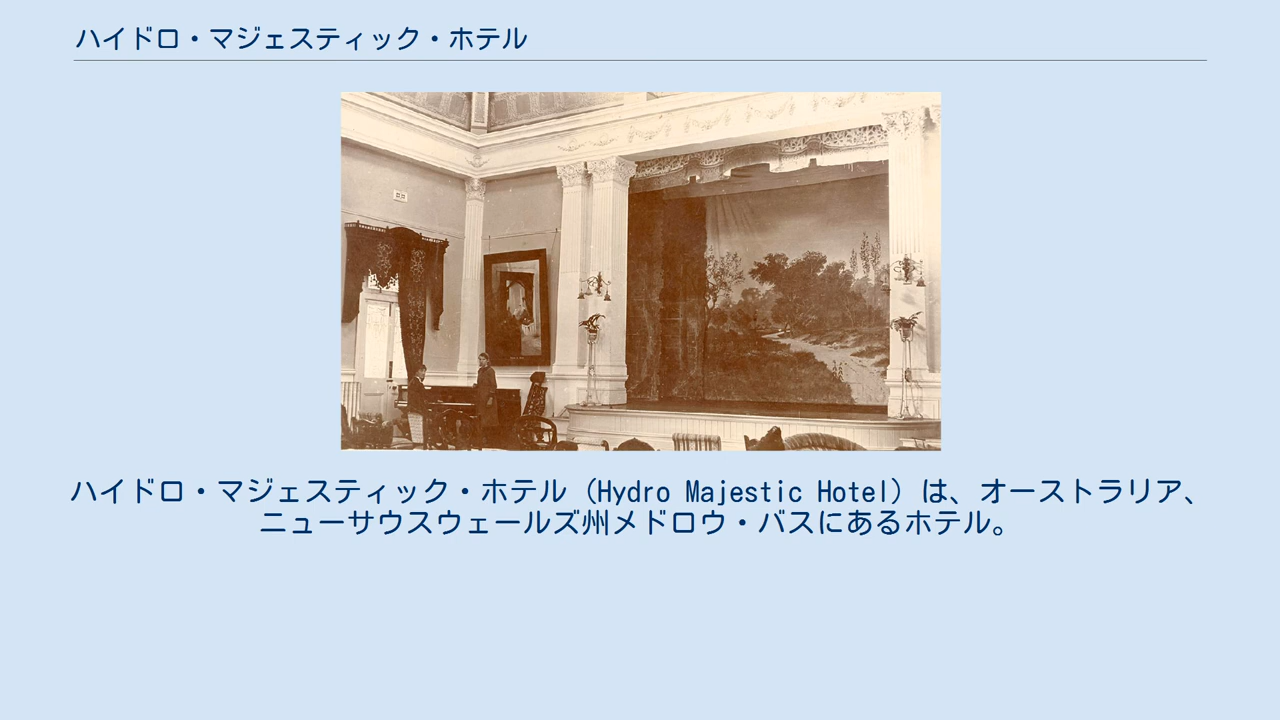 ハイドロ・マジェスティック・ホテル
ハイドロ・マジェスティック・ホテル（Hydro Majestic Hotel）は、オーストラリア、
ニューサウスウェールズ州メドロウ・バスにあるホテル。